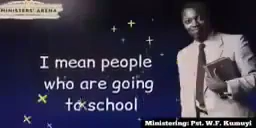 MINISTERS' ARENA
I mean people
who are going
to school
Ministering: Pst. W.F. Kumuyi